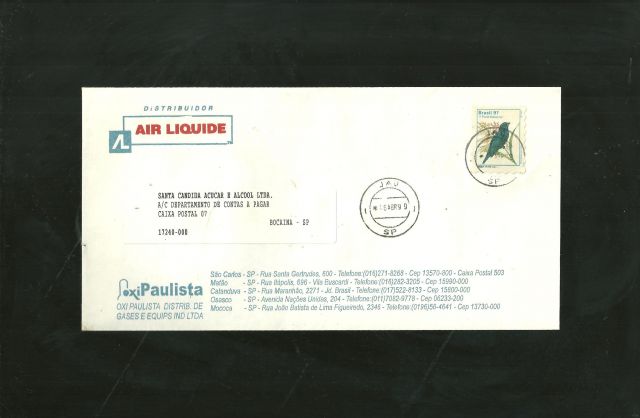 DISTRIBUIDOR
AL AIR LIQUIDE
Brasil 97
SANTA CANDIDA ACUCAR E ALCOOL LTDA.
A/C DEPARTAMENTO DE CONTAS A PAGAR
CAIXA POSTAL 07
BOCAINA - SP
17240-000
JAU
SP
JAU
SP
oxiPaulista
OXI PAULISTA DISTRIB. DE
GASES E EQUIPS IND LTDA
São Carlos - SP - Rua Santa Gertrudes, 600 - Telefone:(016)271-8268 - Cep 13570-800 - Caixa Postal 503
Matão - SP - Rua Itápolis, 696 - Vila Buscardi - Telefone:(016)282-3205 - Cep 15990-000
Catanduva - SP - Rua Maranhão, 2271 - Jd. Brasil - Telefone:(017)522-8133 - Cep 15800-000
Osasco - SP - Avenida Nações Unidas, 204 - Telefone:(011)7082-9778 - Cep 06233-200
Mococa - SP - Rua João Batista de Lima Figueiredo, 2346 - Telefone:(0196)56-4641 - Cep 13730-000